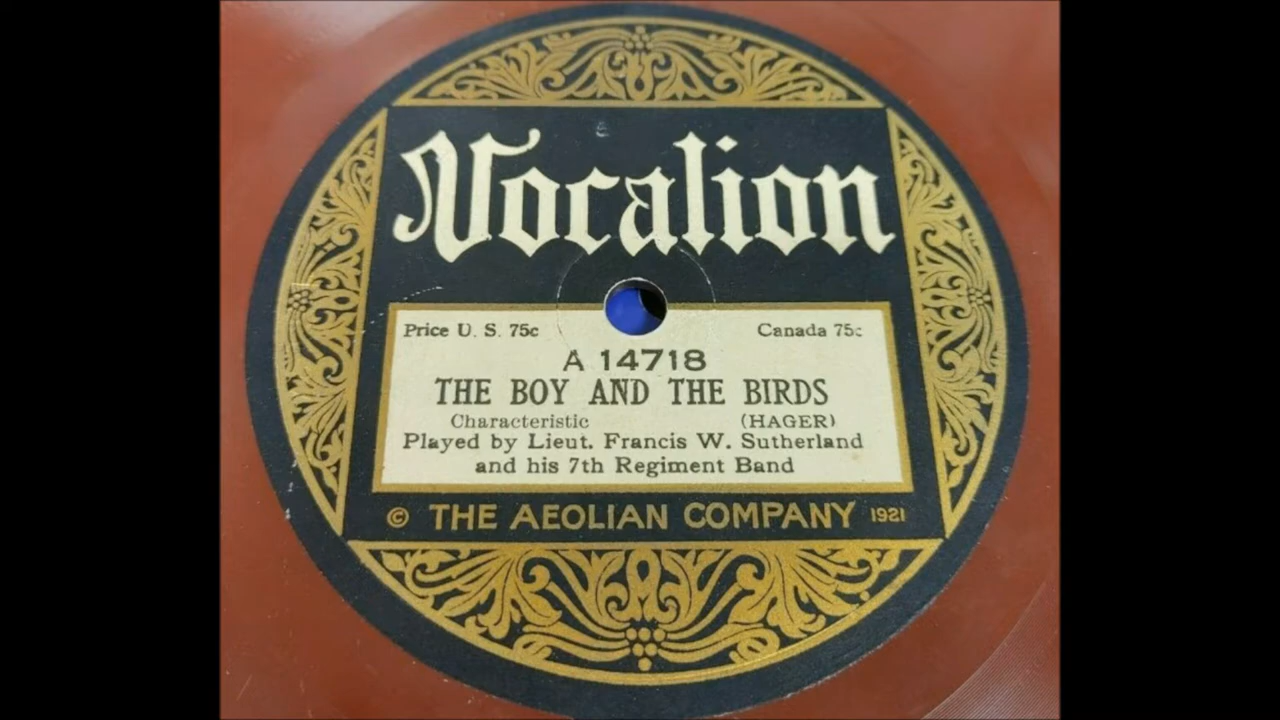 Vocalion
Price U. S. 75c Canada 75c
A 14718
THE BOY AND THE BIRDS
Characteristic (HAGER)
Played by Lieut. Francis W. Sutherland
and his 7th Regiment Band
© THE AEOLIAN COMPANY 1921